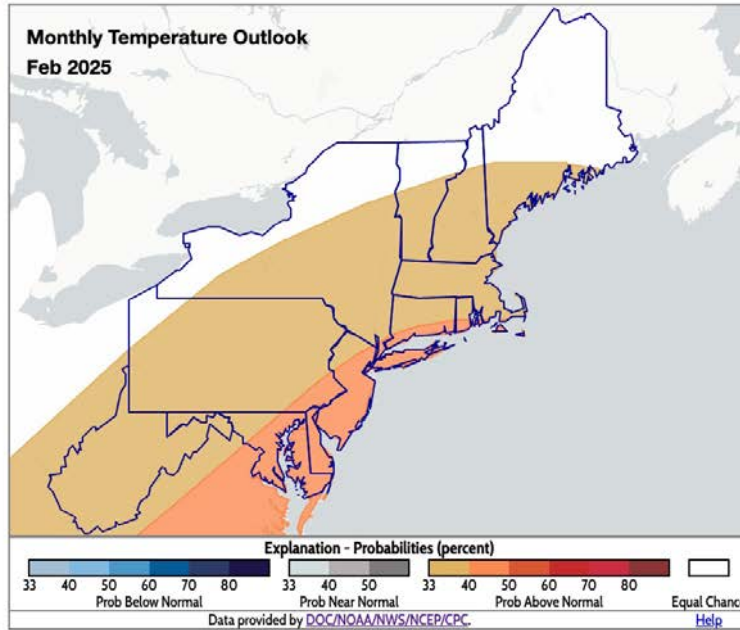 Monthly Temperature Outlook
Feb 2025
Explanation - Probabilities (percent)
33 40 50 60 70 80 33 40 50 33 40 50 60 70 80
Prob Below Normal Prob Near Normal Prob Above Normal Equal Chanc
Data provided by DOC/NOAA/NWS/NCEP/CPC. Help